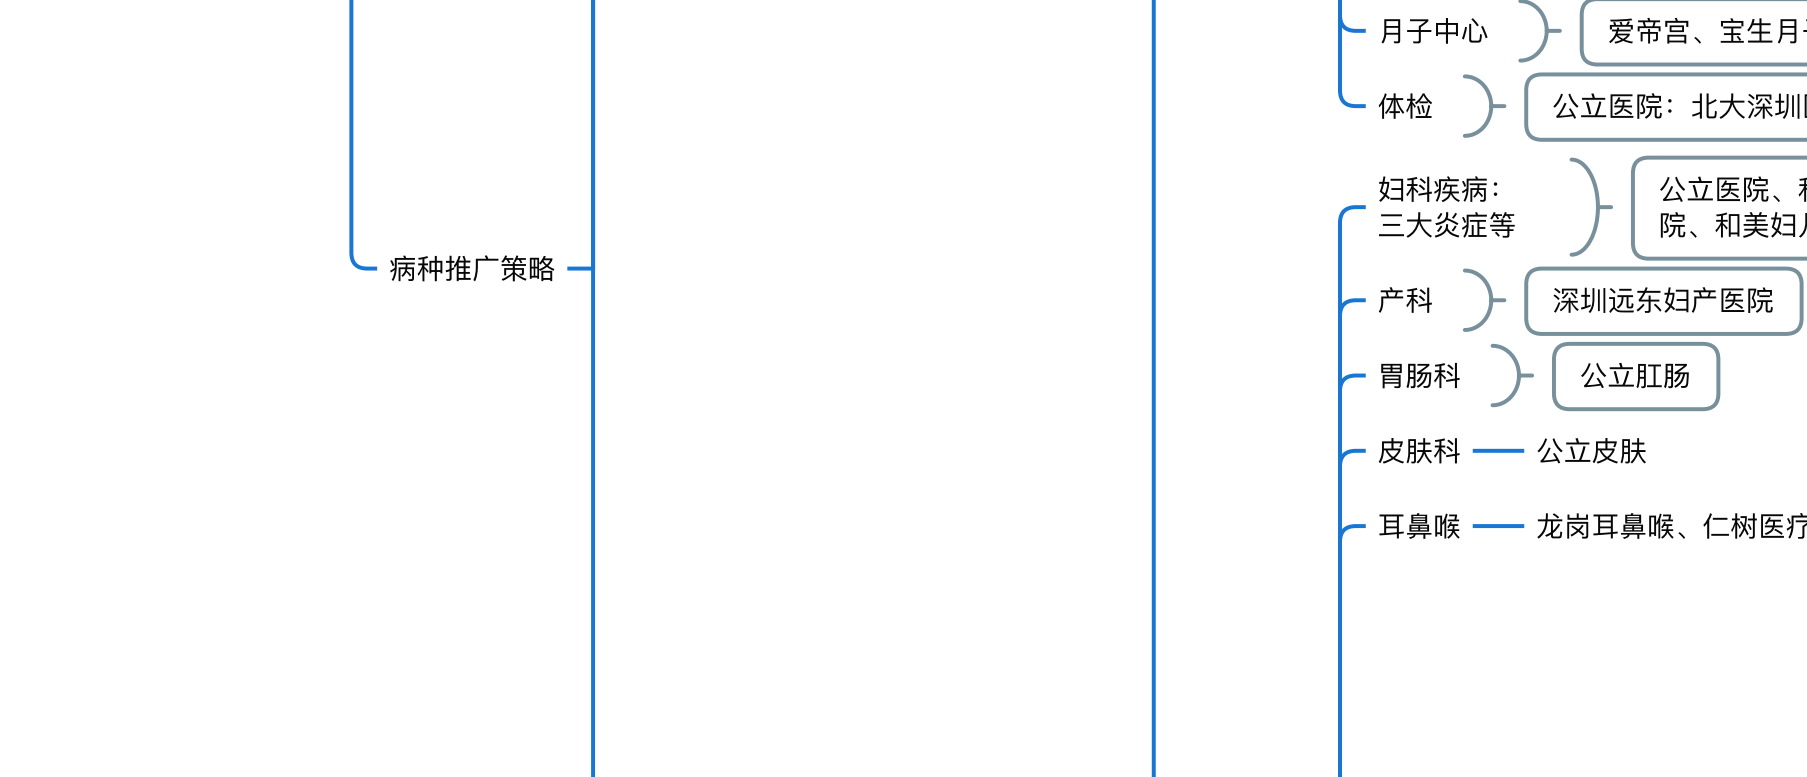 月子中心
爱帝宫、宝生月
体检
公立医院：北大深圳
妇科疾病：
三大炎症等
公立医院、
院、和美妇
病种推广策略
产科
深圳远东妇产医院
胃肠科
公立肛肠
皮肤科
公立皮肤
耳鼻喉
龙岗耳鼻喉、仁树医疗